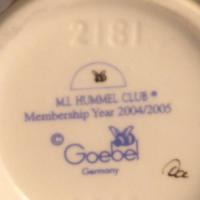 2181
M.I. HUMMEL CLUB®
Membership Year 2004/2005
© Goebel
Germany